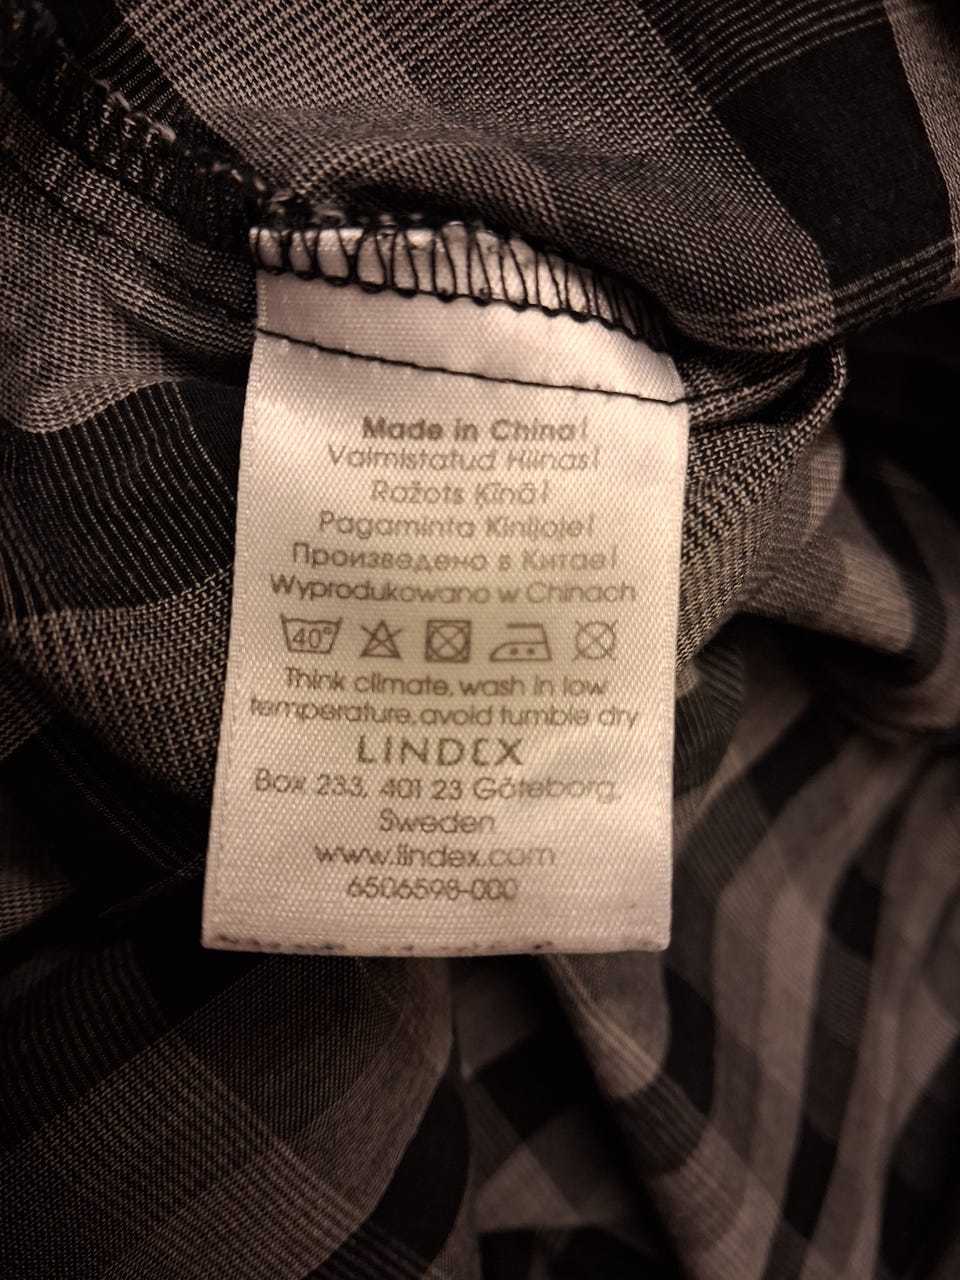 Made in China/
Valmistatud Hiinas/
Ražots Ķīnā/
Pagaminta Kinijoje/
Произведено в Китае/
Wyprodukowano w Chinach
40°
Think climate, wash in low
temperature, avoid tumble dry
LINDEX
Box 233, 401 23 Göteborg,
Sweden
www.lindex.com
6506598-000